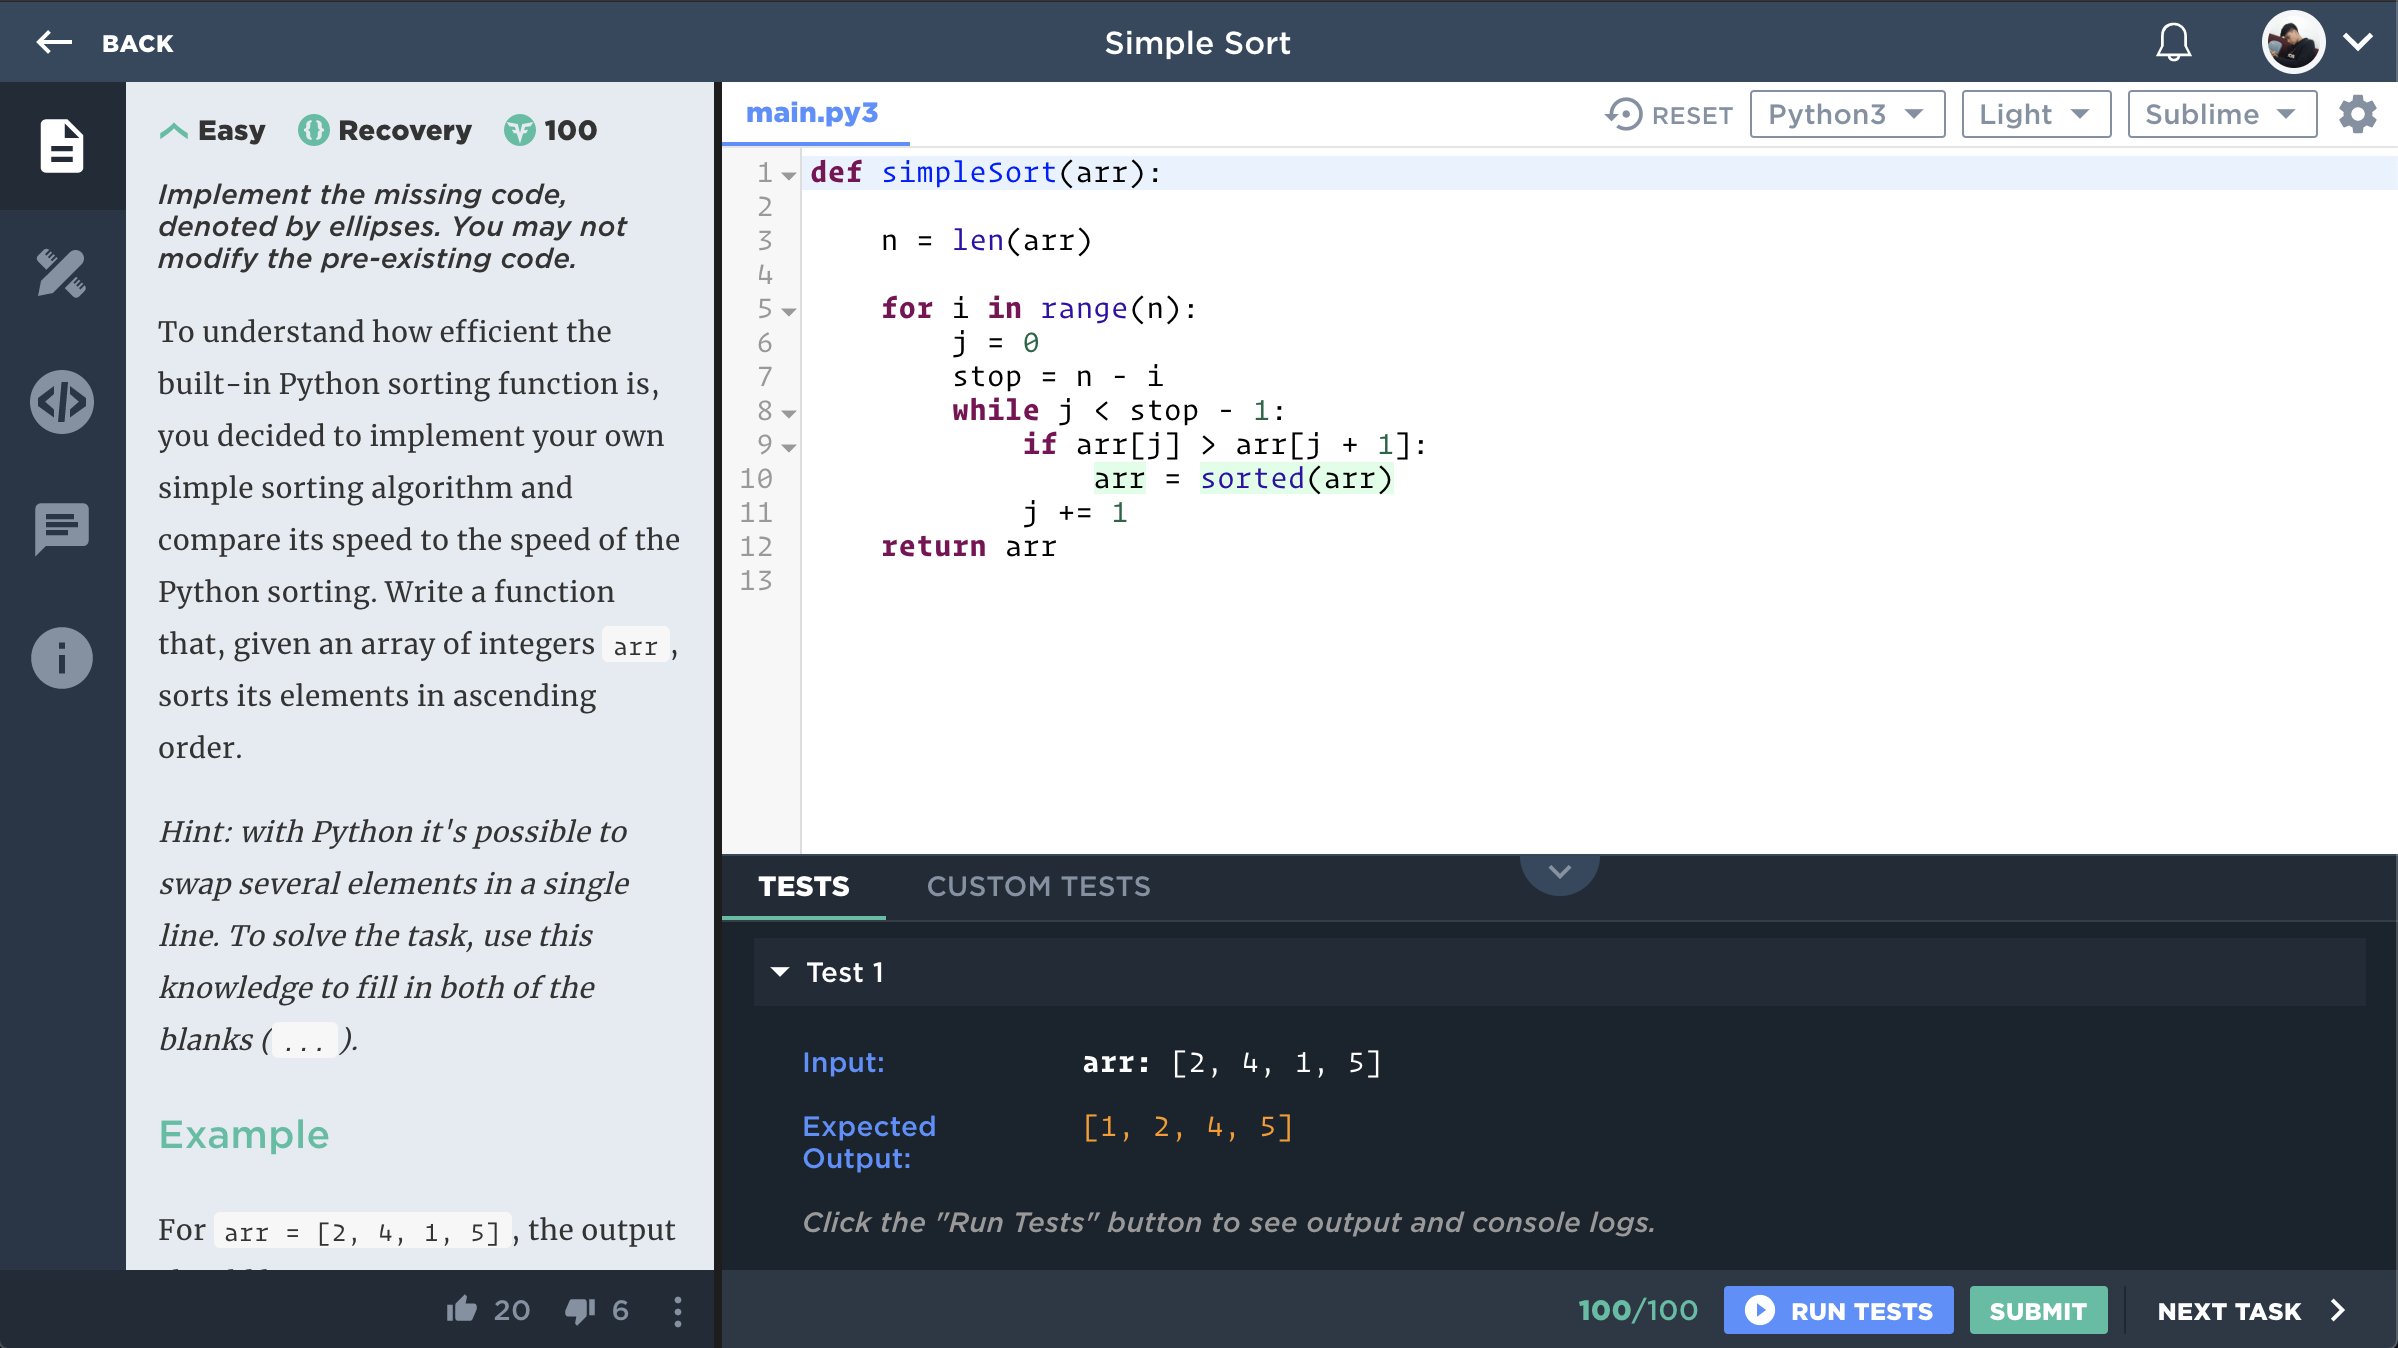 BACK
Simple Sort
Easy Recovery 100
Implement the missing code,
denoted by ellipses. You may not
modify the pre-existing code.
To understand how efficient the
built-in Python sorting function is,
you decided to implement your own
simple sorting algorithm and
compare its speed to the speed of the
Python sorting. Write a function
that, given an array of integers arr,
sorts its elements in ascending
order.
Hint: with Python it's possible to
swap several elements in a single
line. To solve the task, use this
knowledge to fill in both of the
blanks ( ... ).
Example
For arr = [2, 4, 1, 5], the output
20 6
main.py3
RESET Python3 Light Sublime
1 def simpleSort(arr):
2
3     n = len(arr)
4
5     for i in range(n):
6         j = 0
7         stop = n - i
8         while j < stop - 1:
9             if arr[j] > arr[j + 1]:
10                 arr = sorted(arr)
11             j += 1
12     return arr
13
TESTS CUSTOM TESTS
Test 1
Input: arr: [2, 4, 1, 5]
Expected [1, 2, 4, 5]
Output:
Click the "Run Tests" button to see output and console logs.
100/100 RUN TESTS SUBMIT NEXT TASK